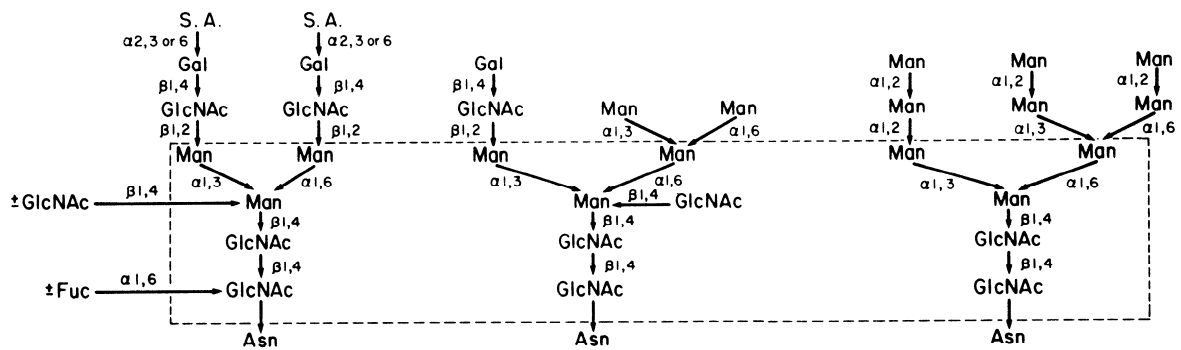 S. A. S. A.
α2,3 or 6 α2,3 or 6
Gal Gal Gal Man Man Man
β1,4 β1,4 β1,4 α1,2 α1,2 α1,2
GlcNAc GlcNAc GlcNAc Man Man Man Man Man
β1,2 β1,2 β1,2 α1,3 α1,6 α1,2 α1,3 α1,6
Man Man Man Man Man Man
α1,3 α1,6 α1,3 α1,6 α1,3 α1,6
±GlcNAc β1,4 Man Man β1,4 GlcNAc Man
β1,4 β1,4 β1,4
GlcNAc GlcNAc GlcNAc
β1,4 β1,4 β1,4
±Fuc α1,6 GlcNAc GlcNAc GlcNAc
Asn Asn Asn